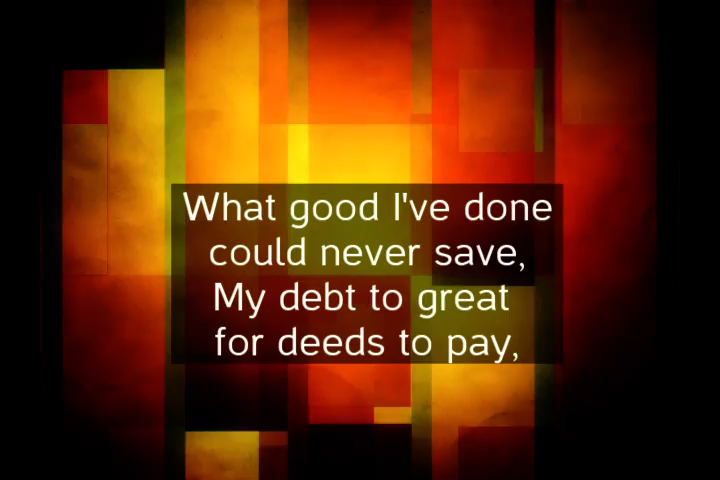 What good I've done
could never save,
My debt to great
for deeds to pay,